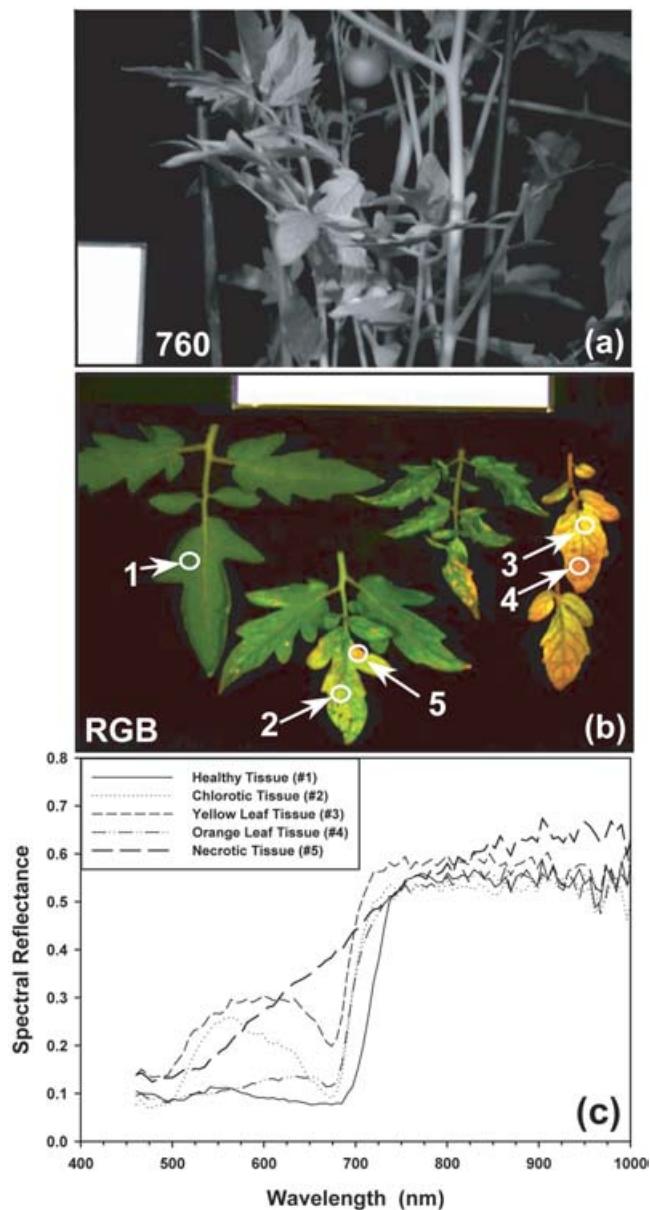 760
(a)
1
2
5
3
4
RGB
(b)
Healthy Tissue (#1)
Chlorotic Tissue (#2)
Yellow Leaf Tissue (#3)
Orange Leaf Tissue (#4)
Necrotic Tissue (#5)
0.8
0.7
0.6
0.5
0.4
0.3
0.2
0.1
0.0
Spectral Reflectance
(c)
400 500 600 700 800 900 1000
Wavelength (nm)